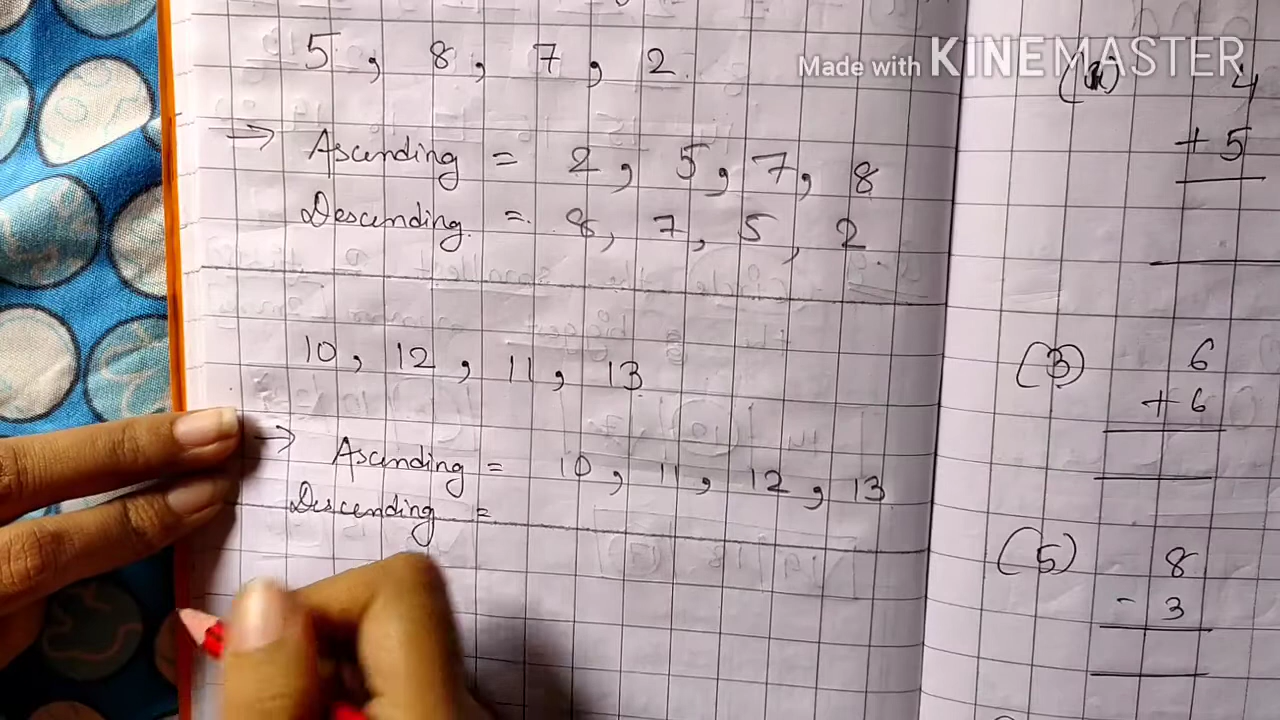 5, 8, 7, 2.
→ Ascending = 2, 5, 7, 8
Descending = 8, 7, 5, 2
10, 12, 11, 13
→ Ascending = 10, 11, 12, 13
Descending =
Made with KINEMASTER
4
+ 5
(3) 6
+ 6
(5) 8
- 3